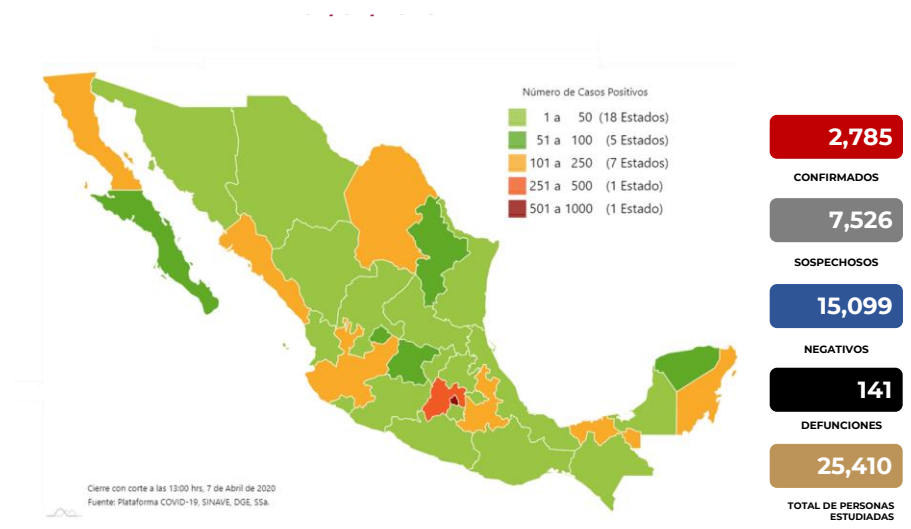 Número de Casos Positivos
1 a 50 (18 Estados)
51 a 100 (5 Estados)
101 a 250 (7 Estados)
251 a 500 (1 Estado)
501 a 1000 (1 Estado)
2,785
CONFIRMADOS
7,526
SOSPECHOSOS
15,099
NEGATIVOS
141
DEFUNCIONES
25,410
TOTAL DE PERSONAS
ESTUDIADAS
Cierre con corte a las 13:00 hrs, 7 de Abril de 2020
Fuente: Plataforma COVID-19, SINAVE, DGE, SSa.